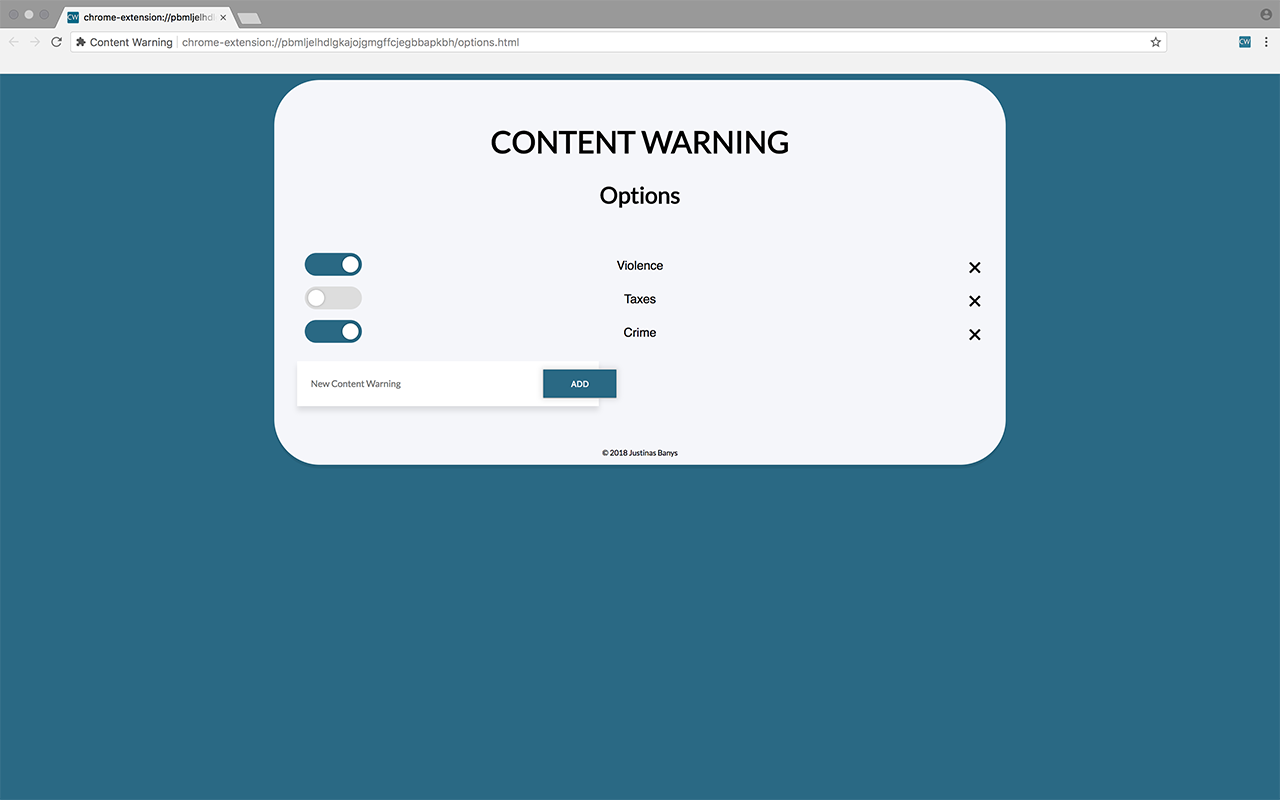 CW chrome-extension://pbmljelhdl
Content Warning chrome-extension://pbmljelhdlgkajojgmgffcjegbbapkbh/options.html CW
CONTENT WARNING
Options
Violence
Taxes
Crime
New Content Warning ADD
© 2018 Justinas Banys